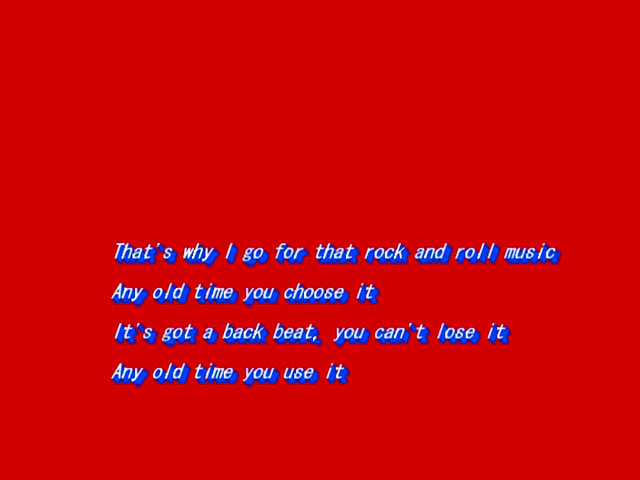 That's why I go for that rock and roll music
Any old time you choose it
It's got a back beat, you can't lose it
Any old time you use it